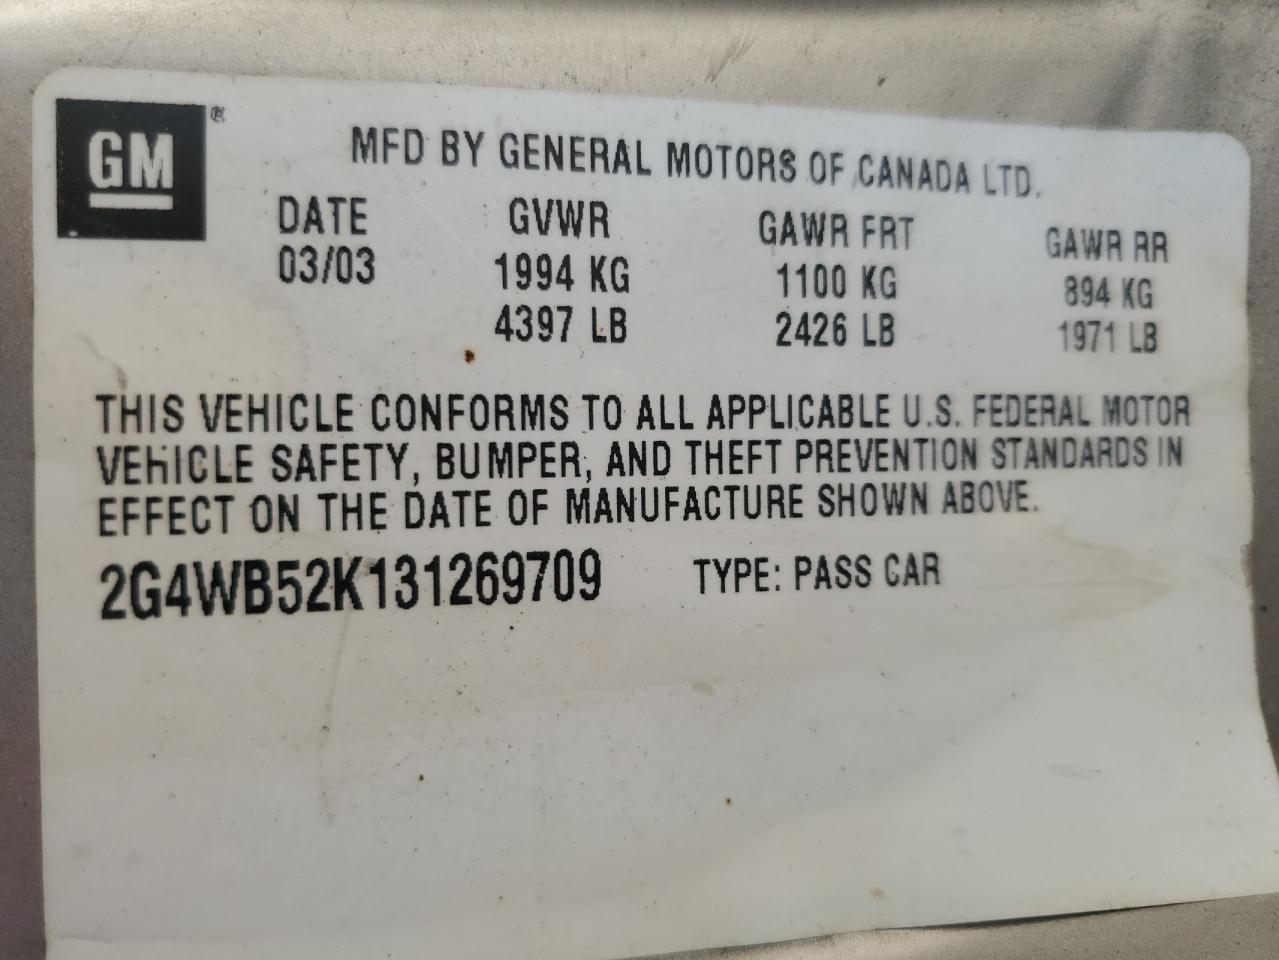 GM ®
MFD BY GENERAL MOTORS OF CANADA LTD.
DATE GVWR GAWR FRT GAWR RR
03/03 1994 KG 1100 KG 894 KG
4397 LB 2426 LB 1971 LB
THIS VEHICLE CONFORMS TO ALL APPLICABLE U.S. FEDERAL MOTOR
VEHICLE SAFETY, BUMPER, AND THEFT PREVENTION STANDARDS IN
EFFECT ON THE DATE OF MANUFACTURE SHOWN ABOVE.
2G4WB52K131269709 TYPE: PASS CAR